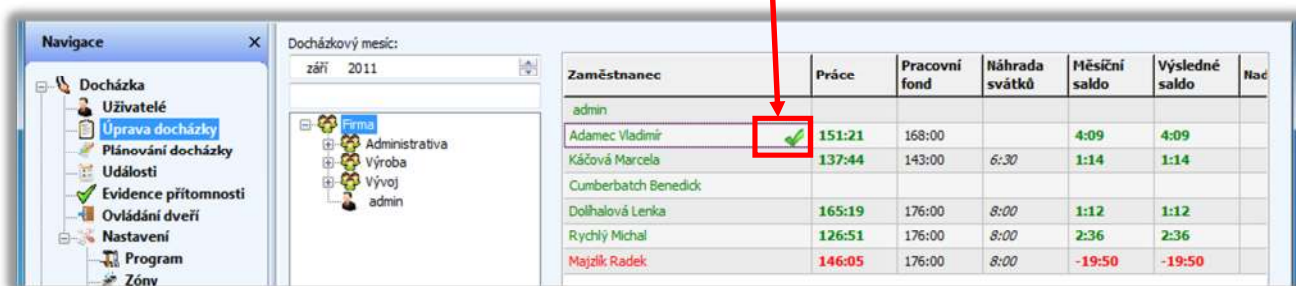 Navigace
Docházka
Uživatelé
Úprava docházky
Plánování docházky
Události
Evidence přítomnosti
Ovládání dveří
Nastavení
Program
Zóny
Docházkový mesíc:
září 2011
Firma
Administrativa
Výroba
Vývoj
admin
Zaměstnanec Práce Pracovní fond Náhrada svátků Měsíční saldo Výsledné saldo Nad
admin
Adamec Vladimír 151:21 168:00 4:09 4:09
Káčová Marcela 137:44 143:00 6:30 1:14 1:14
Cumberbatch Benedick
Dolíhalová Lenka 165:19 176:00 8:00 1:12 1:12
Rychlý Michal 126:51 176:00 8:00 2:36 2:36
Majzlík Radek 146:05 176:00 8:00 -19:50 -19:50